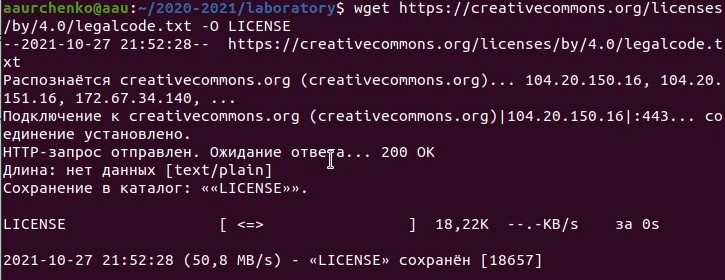 aaurchenko@aau:~/2020-2021/laboratory$ wget https://creativecommons.org/licenses
/by/4.0/legalcode.txt -O LICENSE
--2021-10-27 21:52:28--  https://creativecommons.org/licenses/by/4.0/legalcode.t
xt
Распознаётся creativecommons.org (creativecommons.org)... 104.20.150.16, 104.20.
151.16, 172.67.34.140, ...
Подключение к creativecommons.org (creativecommons.org)|104.20.150.16|:443... со
единение установлено.
HTTP-запрос отправлен. Ожидание ответа... 200 OK
Длина: нет данных [text/plain]
Сохранение в каталог: ««LICENSE»».
LICENSE                 [ <=>                ]  18,22K  --.-KB/s    за 0s
2021-10-27 21:52:28 (50,8 MB/s) - «LICENSE» сохранён [18657]